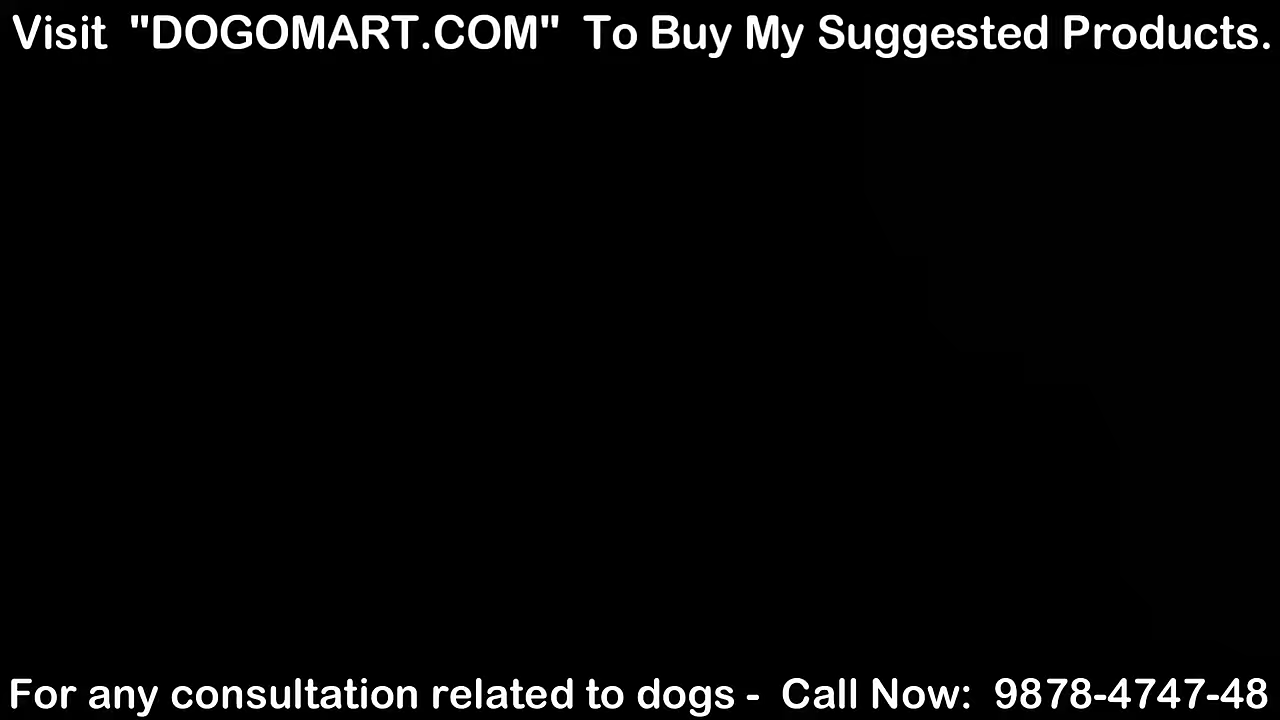 Visit "DOGOMART.COM" To Buy My Suggested Products.
For any consultation related to dogs - Call Now: 9878-4747-48